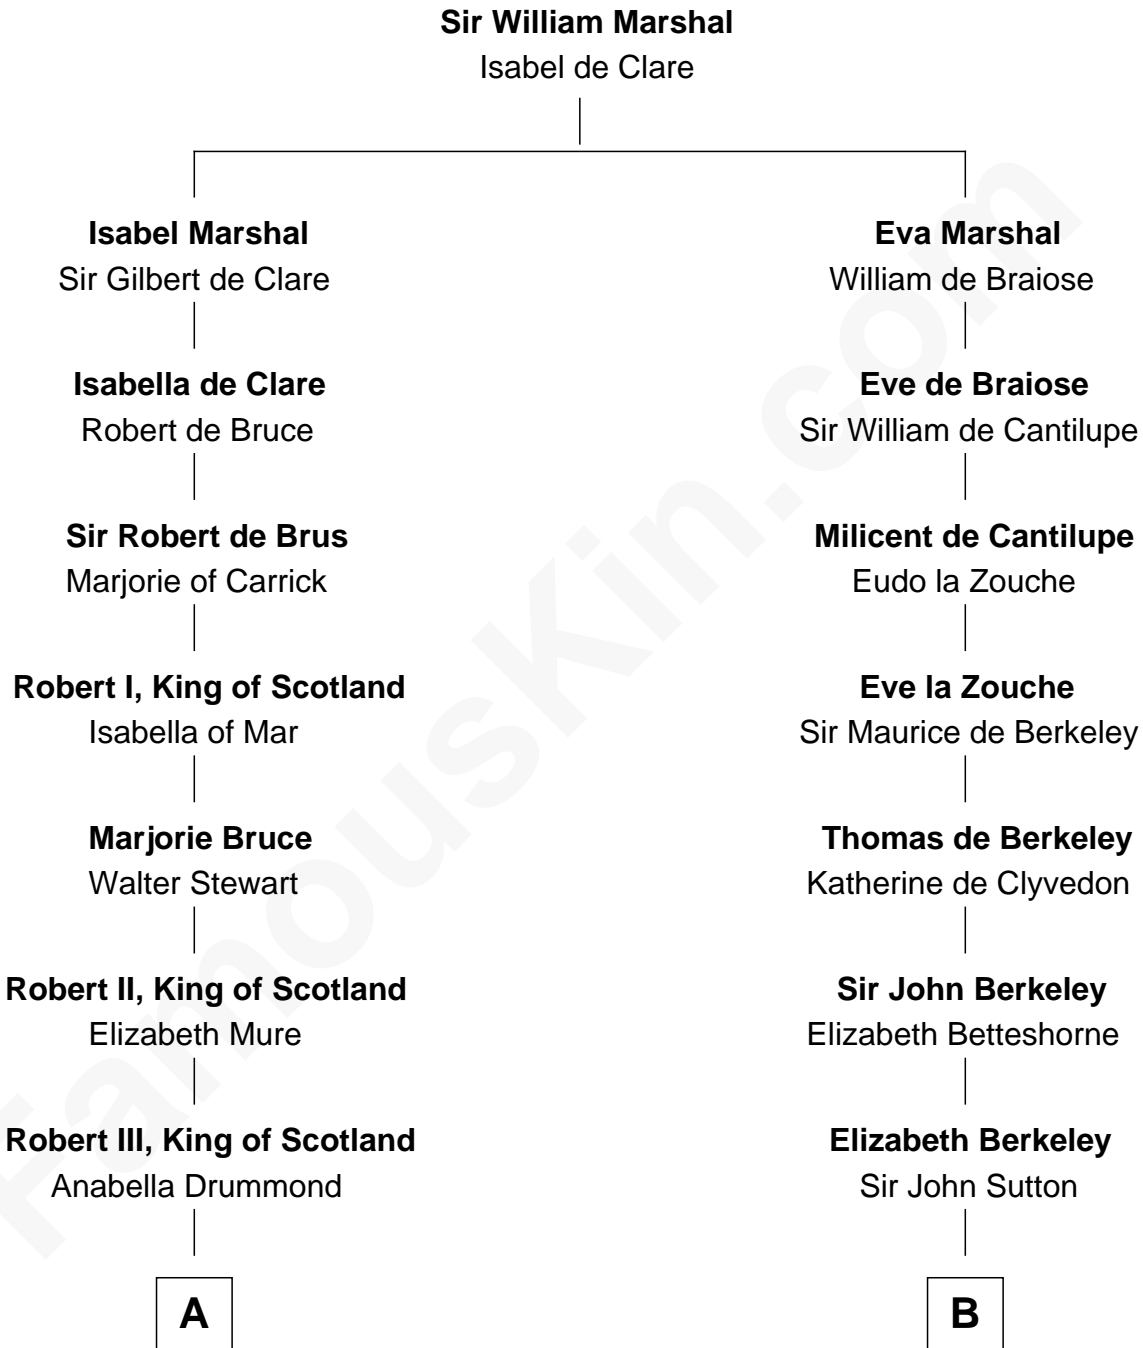 Sir William Marshal
Isabel de Clare
Isabel Marshal
Sir Gilbert de Clare
Eva Marshal
William de Braiose
Isabella de Clare
Robert de Bruce
Eve de Braiose
Sir William de Cantilupe
Sir Robert de Brus
Marjorie of Carrick
Milicent de Cantilupe
Eudo la Zouche
Robert I, King of Scotland
Isabella of Mar
Eve la Zouche
Sir Maurice de Berkeley
Marjorie Bruce
Walter Stewart
Thomas de Berkeley
Katherine de Clyvedon
Robert II, King of Scotland
Elizabeth Mure
Sir John Berkeley
Elizabeth Betteshorne
Robert III, King of Scotland
Anabella Drummond
Elizabeth Berkeley
Sir John Sutton
A
B
FamousKin.com